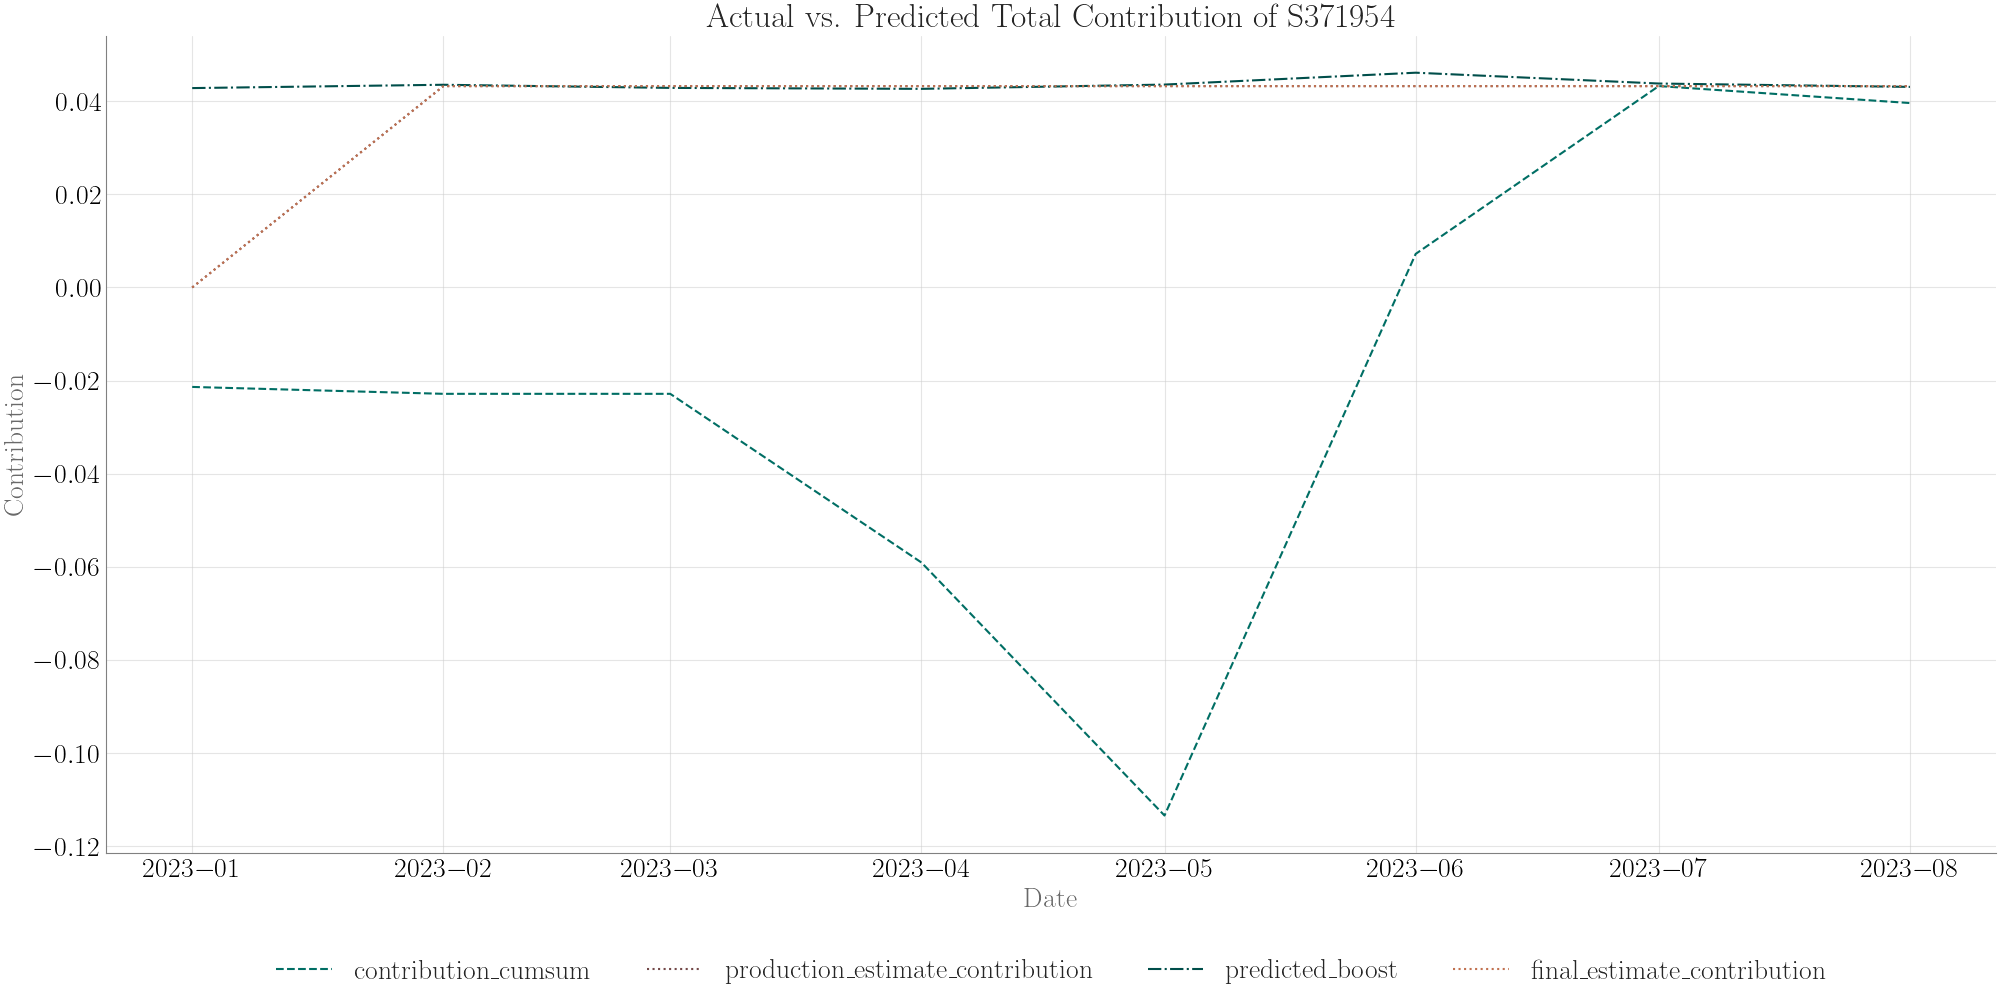 Actual vs. Predicted Total Contribution of S371954
0.04
0.02
0.00
−0.02
−0.04
−0.06
−0.08
−0.10
−0.12
Contribution
2023−01 2023−02 2023−03 2023−04 2023−05 2023−06 2023−07 2023−08
Date
contribution_cumsum production_estimate_contribution predicted_boost final_estimate_contribution